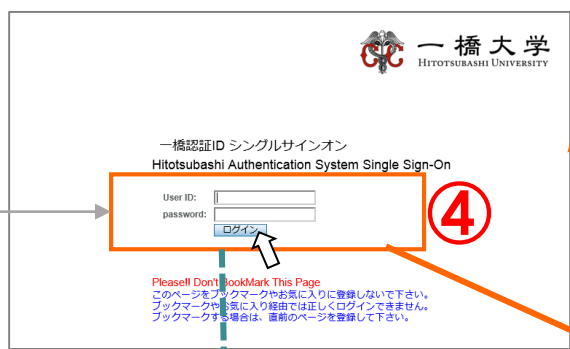 一橋大学
HITOTSUBASHI UNIVERSITY
一橋認証ID シングルサインオン
Hitotsubashi Authentication System Single Sign-On
User ID:
password:
ログイン
④
Please!! Don't BookMark This Page
このページをブックマークやお気に入りに登録しないで下さい。
ブックマークやお気に入り経由では正しくログインできません。
ブックマークする場合は、直前のページを登録して下さい。